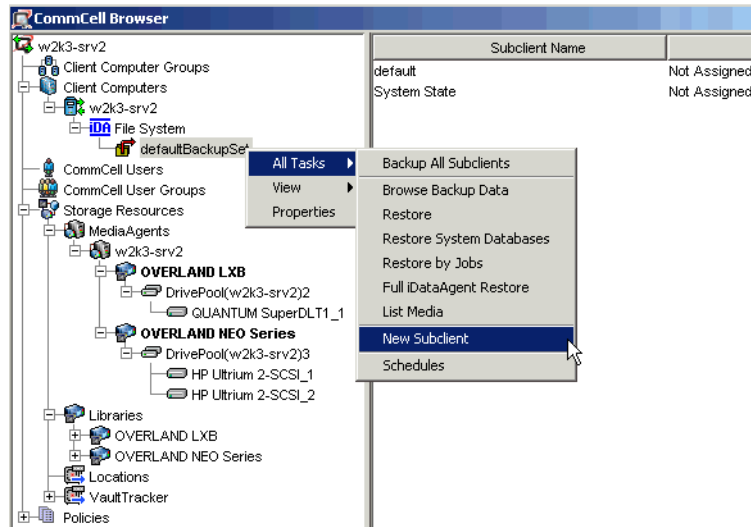 CommCell Browser
w2k3-srv2
Client Computer Groups
Client Computers
w2k3-srv2
iDA File System
defaultBackupSet
CommCell Users
CommCell User Groups
Storage Resources
MediaAgents
w2k3-srv2
OVERLAND LXB
DrivePool(w2k3-srv2)2
QUANTUM SuperDLT1_1
OVERLAND NEO Series
DrivePool(w2k3-srv2)3
HP Ultrium 2-SCSI_1
HP Ultrium 2-SCSI_2
Libraries
OVERLAND LXB
OVERLAND NEO Series
Locations
VaultTracker
Policies
All Tasks
View
Properties
Backup All Subclients
Browse Backup Data
Restore
Restore System Databases
Restore by Jobs
Full iDataAgent Restore
List Media
New Subclient
Schedules
Subclient Name
default Not Assigned
System State Not Assigned